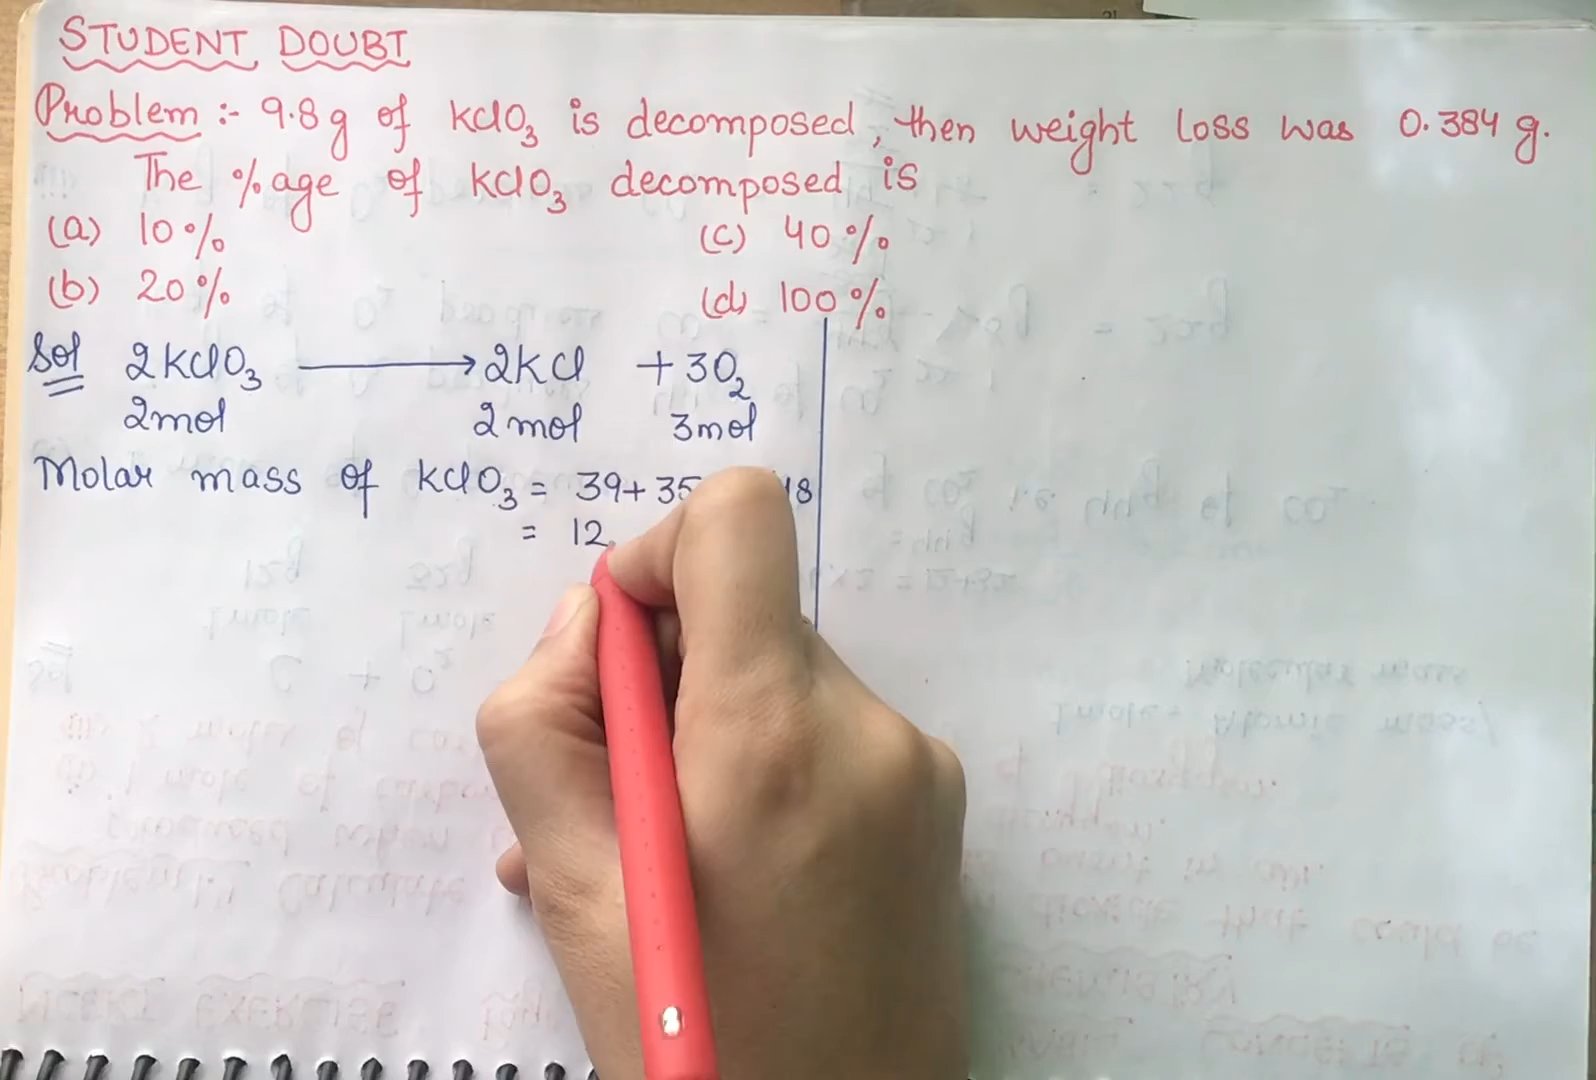 STUDENT DOUBT
Problem :- 9.8 g of KClO3 is decomposed, then weight loss was 0.384 g.
The %age of KClO3 decomposed is
(a) 10% (c) 40%
(b) 20% (d) 100%
Sol 2KClO3 ⟶ 2KCl + 3O2
2mol 2mol 3mol
Molar mass of KClO3 = 39+35 48
= 12